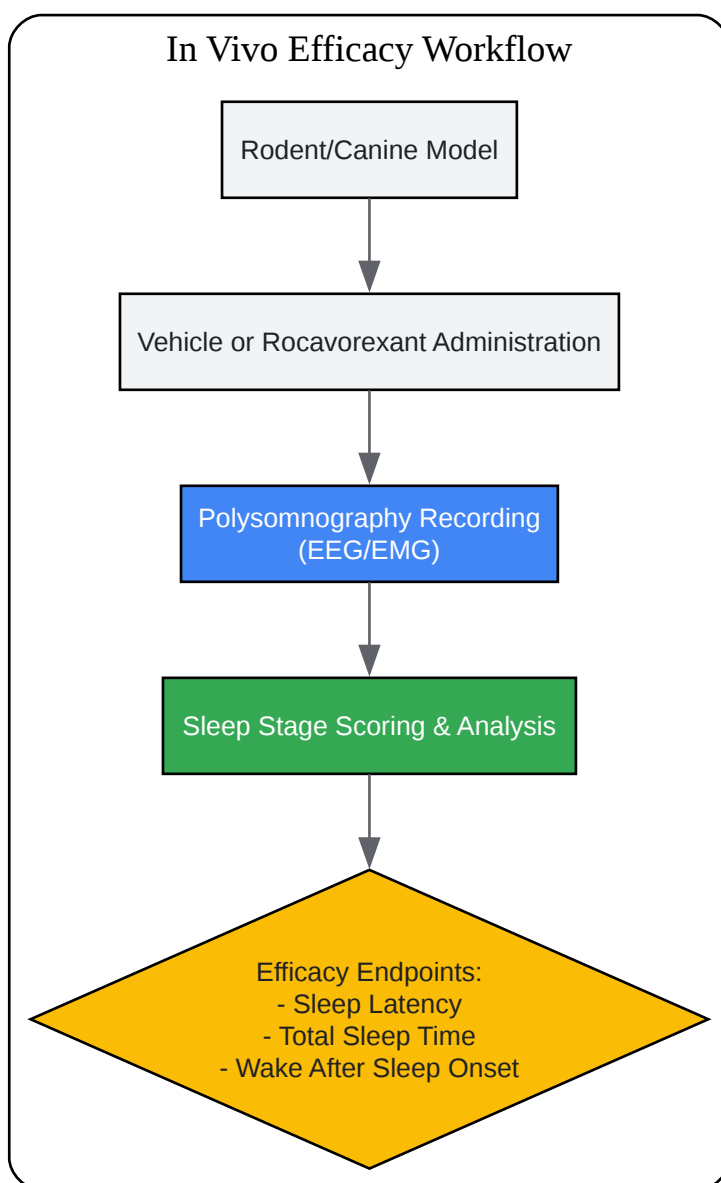 In Vivo Efficacy Workflow
Rodent/Canine Model
Vehicle or Rocavorexant Administration
Polysomnography Recording
(EEG/EMG)
Sleep Stage Scoring & Analysis
Efficacy Endpoints:
- Sleep Latency
- Total Sleep Time
- Wake After Sleep Onset